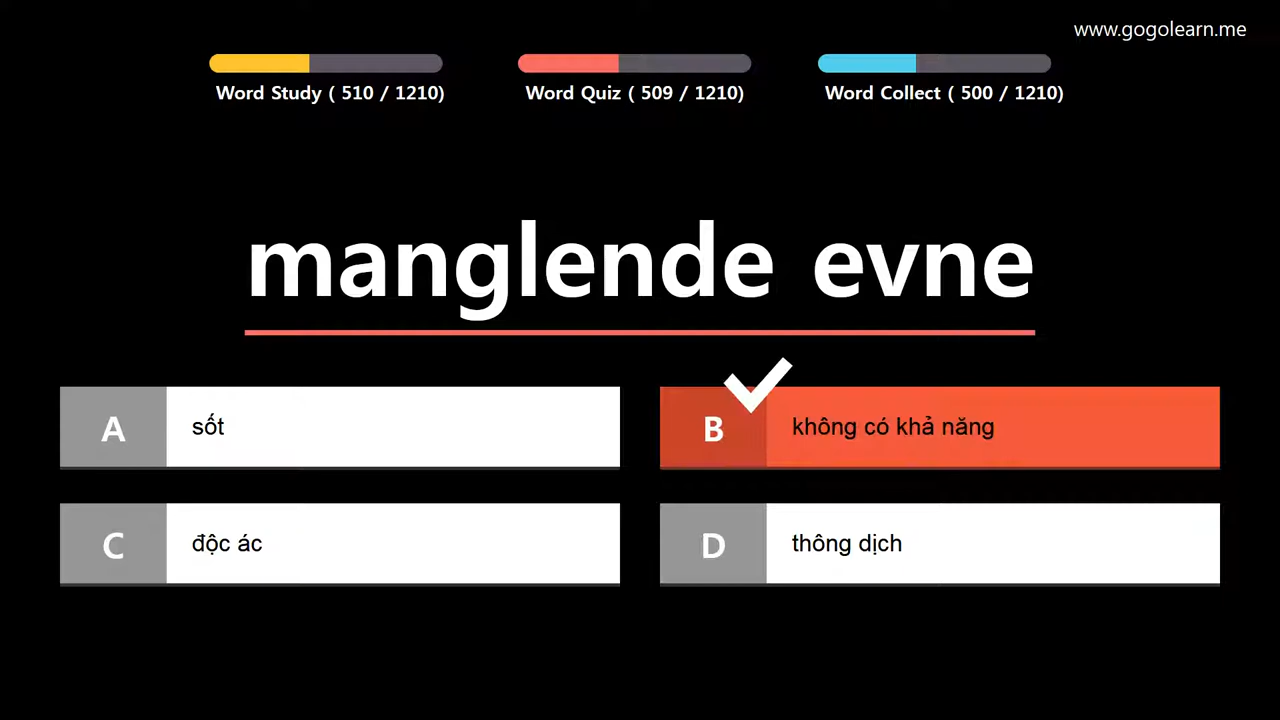 www.gogolearn.me
Word Study ( 510 / 1210)
Word Quiz ( 509 / 1210)
Word Collect ( 500 / 1210)
manglende evne
A
sốt
B
không có khả năng
C
độc ác
D
thông dịch